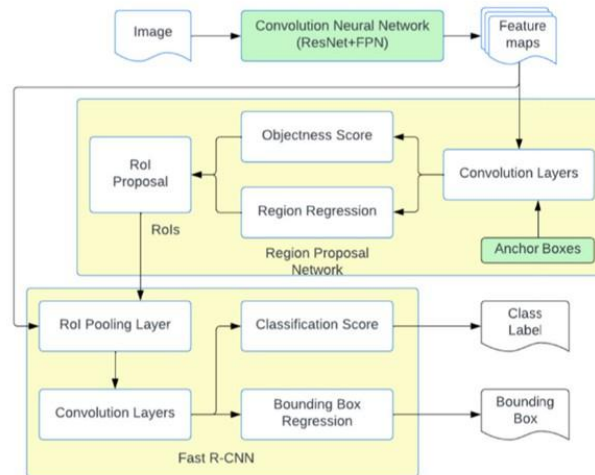 Image
Convolution Neural Network
(ResNet+FPN)
Feature
maps
Objectness Score
RoI
Proposal
Convolution Layers
Region Regression
RoIs
Region Proposal
Network
Anchor Boxes
RoI Pooling Layer
Classification Score
Class
Label
Convolution Layers
Bounding Box
Regression
Bounding
Box
Fast R-CNN